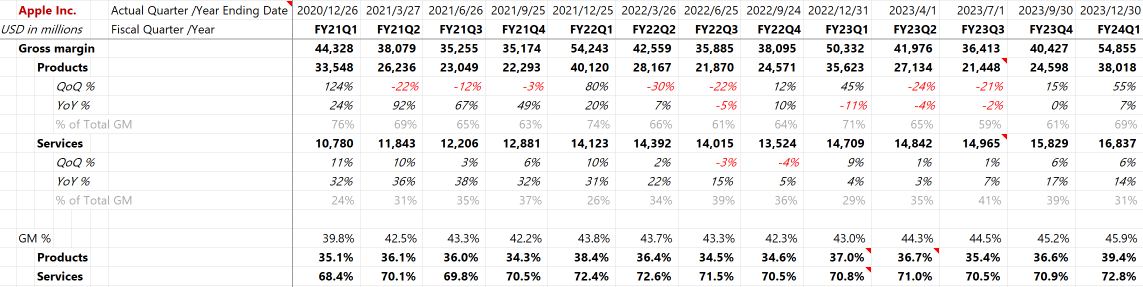 Apple Inc. Actual Quarter /Year Ending Date 2020/12/26 2021/3/27 2021/6/26 2021/9/25 2021/12/25 2022/3/26 2022/6/25 2022/9/24 2022/12/31 2023/4/1 2023/7/1 2023/9/30 2023/12/30
USD in millions Fiscal Quarter /Year FY21Q1 FY21Q2 FY21Q3 FY21Q4 FY22Q1 FY22Q2 FY22Q3 FY22Q4 FY23Q1 FY23Q2 FY23Q3 FY23Q4 FY24Q1
Gross margin 44,328 38,079 35,255 35,174 54,243 42,559 35,885 38,095 50,332 41,976 36,413 40,427 54,855
Products 33,548 26,236 23,049 22,293 40,120 28,167 21,870 24,571 35,623 27,134 21,448 24,598 38,018
QoQ % 124% -22% -12% -3% 80% -30% -22% 12% 45% -24% -21% 15% 55%
YoY % 24% 92% 67% 49% 20% 7% -5% 10% -11% -4% -2% 0% 7%
% of Total GM 76% 69% 65% 63% 74% 66% 61% 64% 71% 65% 59% 61% 69%
Services 10,780 11,843 12,206 12,881 14,123 14,392 14,015 13,524 14,709 14,842 14,965 15,829 16,837
QoQ % 11% 10% 3% 6% 10% 2% -3% -4% 9% 1% 1% 6% 6%
YoY % 32% 36% 38% 32% 31% 22% 15% 5% 4% 3% 7% 17% 14%
% of Total GM 24% 31% 35% 37% 26% 34% 39% 36% 29% 35% 41% 39% 31%
GM % 39.8% 42.5% 43.3% 42.2% 43.8% 43.7% 43.3% 42.3% 43.0% 44.3% 44.5% 45.2% 45.9%
Products 35.1% 36.1% 36.0% 34.3% 38.4% 36.4% 34.5% 34.6% 37.0% 36.7% 35.4% 36.6% 39.4%
Services 68.4% 70.1% 69.8% 70.5% 72.4% 72.6% 71.5% 70.5% 70.8% 71.0% 70.5% 70.9% 72.8%